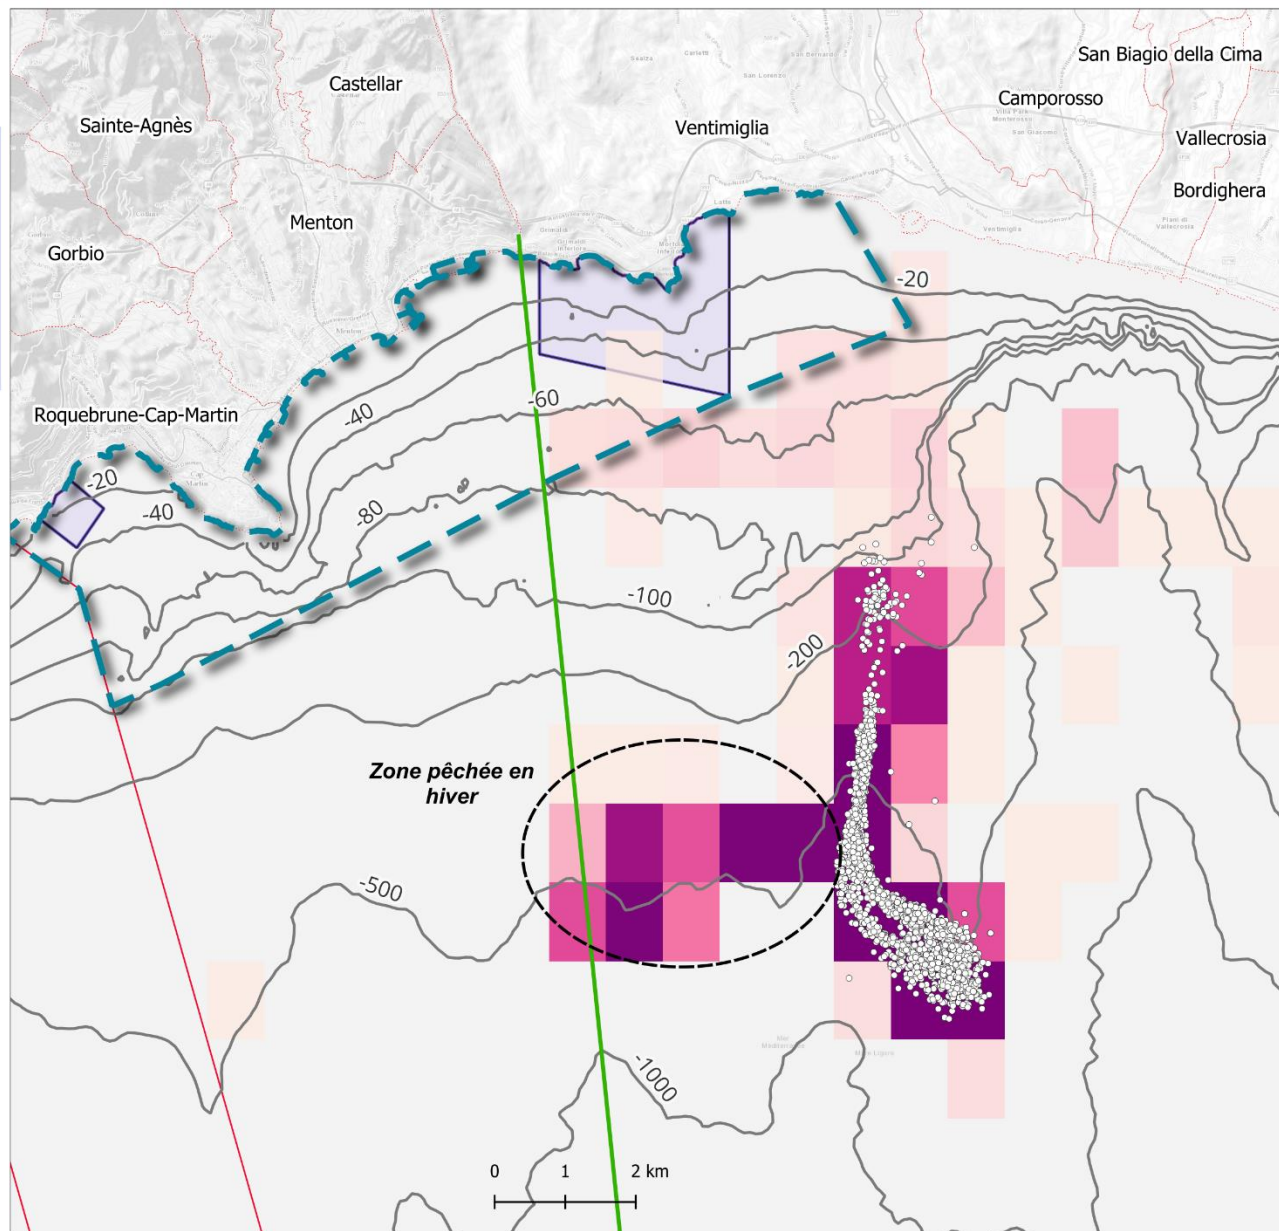 San Biagio della Cima
Castellar
Camporosso
Sainte-Agnès
Ventimiglia
Vallecrosia
Bordighera
Menton
Gorbio
-20
-60
-40
Roquebrune-Cap-Martin
-20
-40
-80
-100
-200
Zone pêchée en
hiver
-500
-1000
0 1 2 km